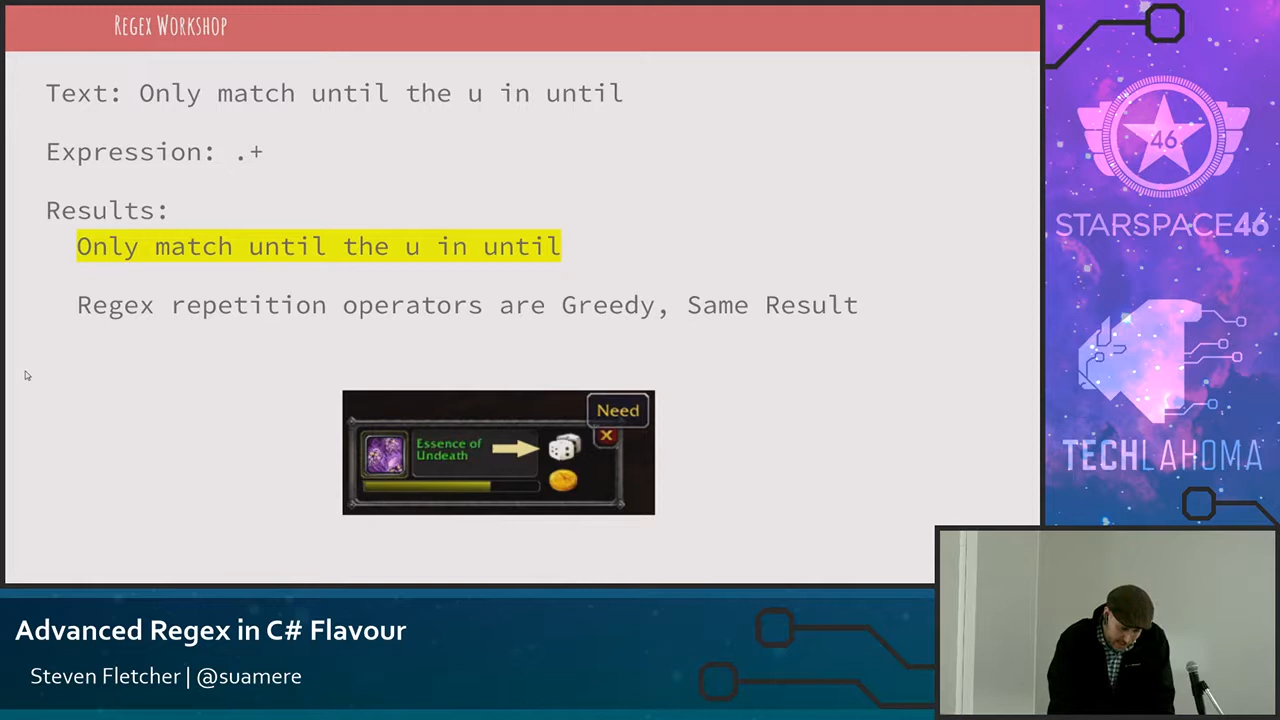 Regex Workshop
Text: Only match until the u in until
Expression: .+
Results:
Only match until the u in until
Regex repetition operators are Greedy, Same Result
Need
Essence of
Undeath
46
STARSPACE46
TECHLAHOMA
Advanced Regex in C# Flavour
Steven Fletcher | @suamere